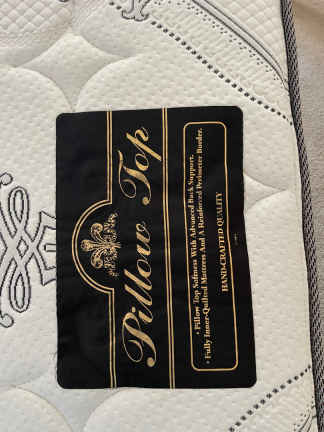 Pillow Top
• Pillow Top Softness With Advanced Back Support.
• Fully Inner-Quilted Mattress And A Reinforced Perimeter Border.
HAND-CRAFTED QUALITY